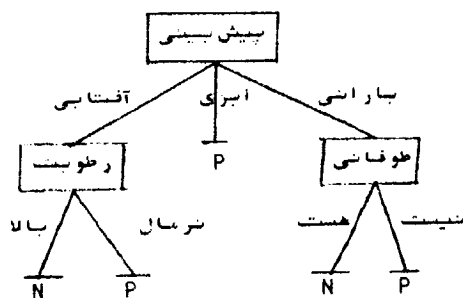 پیش بینی
آفتابی ابری بارانی
P
رطوبت طوفانی
بالا نرمال هست نیست
N P N P